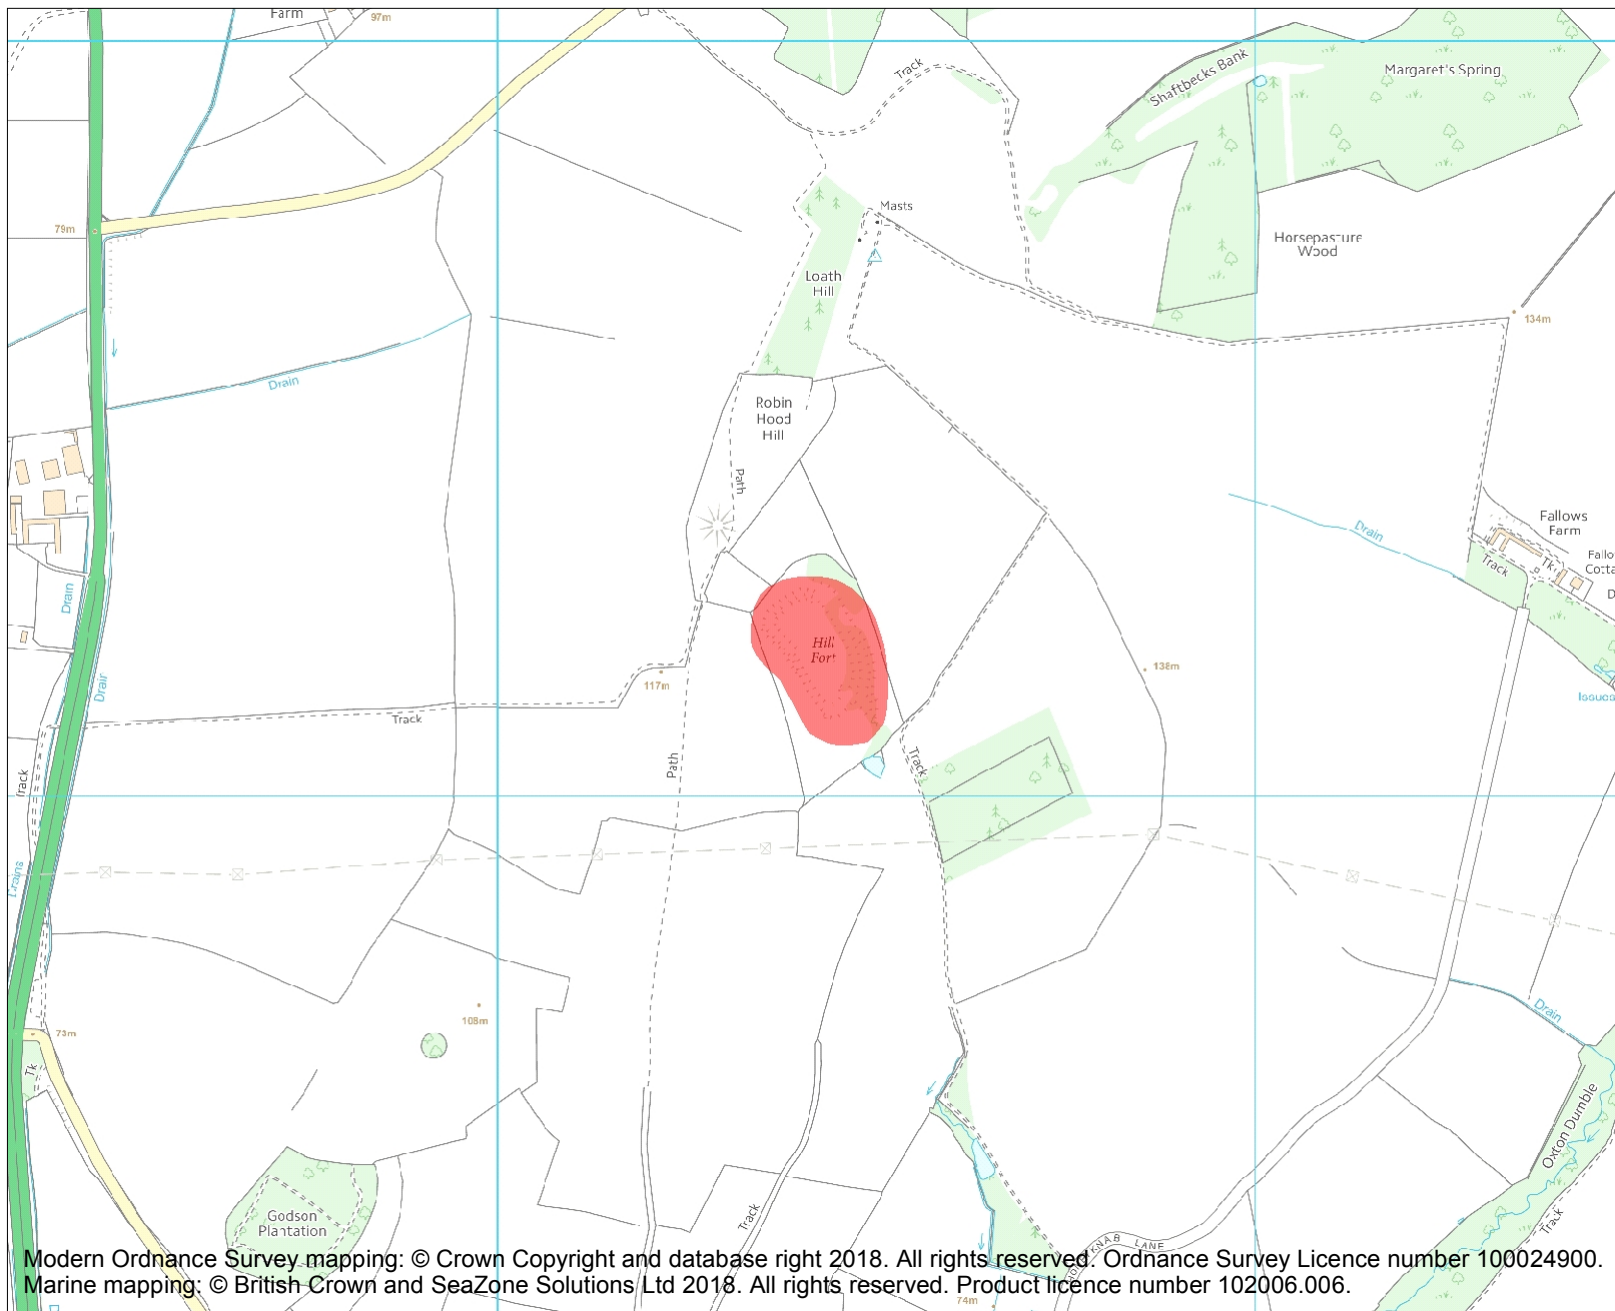 Farm
97m
Track
Shaftbecks Bank
Margaret's Spring
Masts
79m
Horsepasture
Wood
Loath
Hill
134m
Drain
Robin
Hood
Hill
Path
Drain
Fallows
Farm
Track
Tk
Drain
Hill
Fort
138m
117m
Issues
Drain
Track
Path
Track
Track
Drains
Drain
108m
73m
Tk
Oxton Dumble
Godson
Plantation
Track
Track
KNAB LANE
Modern Ordnance Survey mapping: © Crown Copyright and database right 2018. All rights reserved. Ordnance Survey Licence number 100024900.
Marine mapping: © British Crown and SeaZone Solutions Ltd 2018. All rights reserved. Product licence number 102006.006.
74m